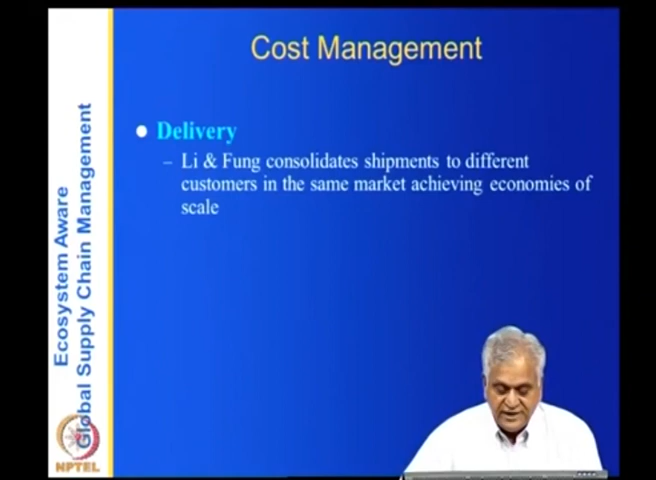 Cost Management
Delivery
– Li & Fung consolidates shipments to different
customers in the same market achieving economies of
scale
Ecosystem Aware
Global Supply Chain Management
NPTEL